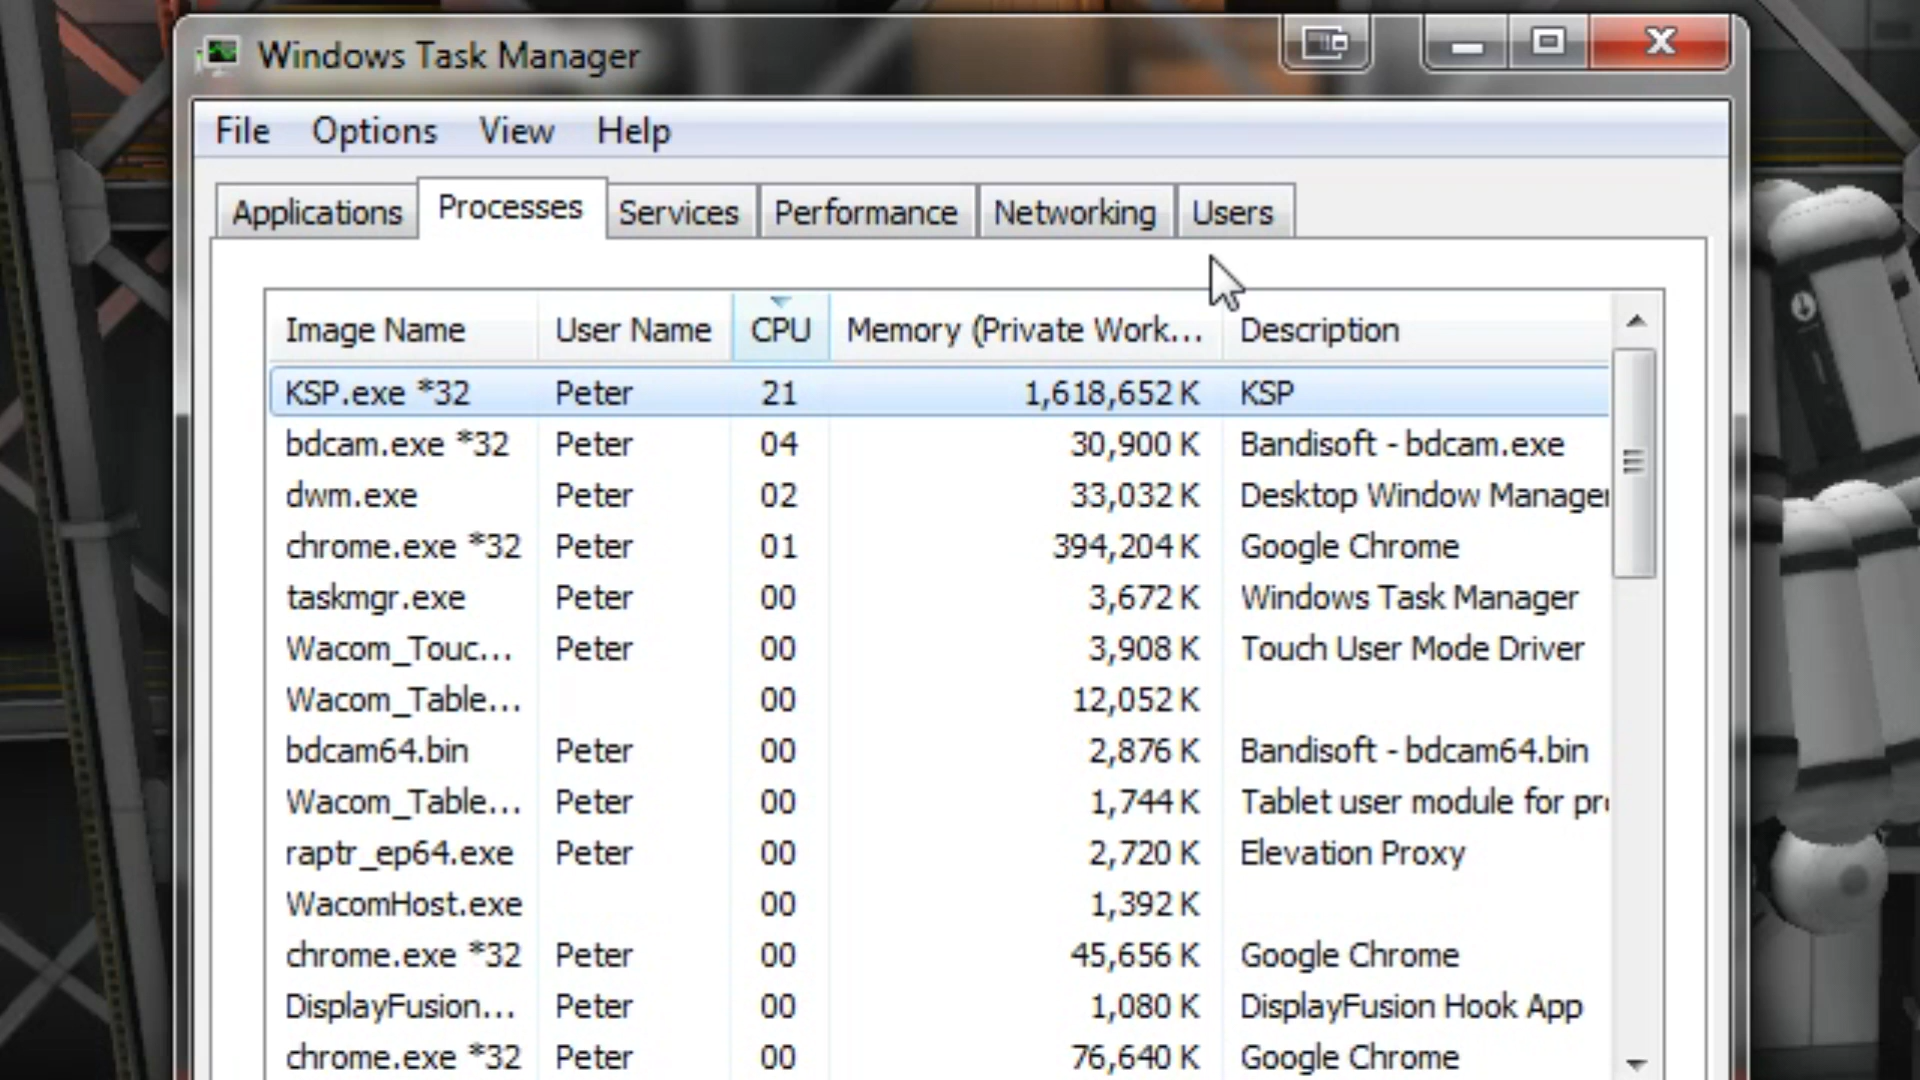 Windows Task Manager
File Options View Help
Applications Processes Services Performance Networking Users
Image Name User Name CPU Memory (Private Work... Description
KSP.exe *32 Peter 21 1,618,652 K KSP
bdcam.exe *32 Peter 04 30,900 K Bandisoft - bdcam.exe
dwm.exe Peter 02 33,032 K Desktop Window Manager
chrome.exe *32 Peter 01 394,204 K Google Chrome
taskmgr.exe Peter 00 3,672 K Windows Task Manager
Wacom_Touc... Peter 00 3,908 K Touch User Mode Driver
Wacom_Table... 00 12,052 K
bdcam64.bin Peter 00 2,876 K Bandisoft - bdcam64.bin
Wacom_Table... Peter 00 1,744 K Tablet user module for pro
raptr_ep64.exe Peter 00 2,720 K Elevation Proxy
WacomHost.exe 00 1,392 K
chrome.exe *32 Peter 00 45,656 K Google Chrome
DisplayFusion... Peter 00 1,080 K DisplayFusion Hook App
chrome.exe *32 Peter 00 76,640 K Google Chrome